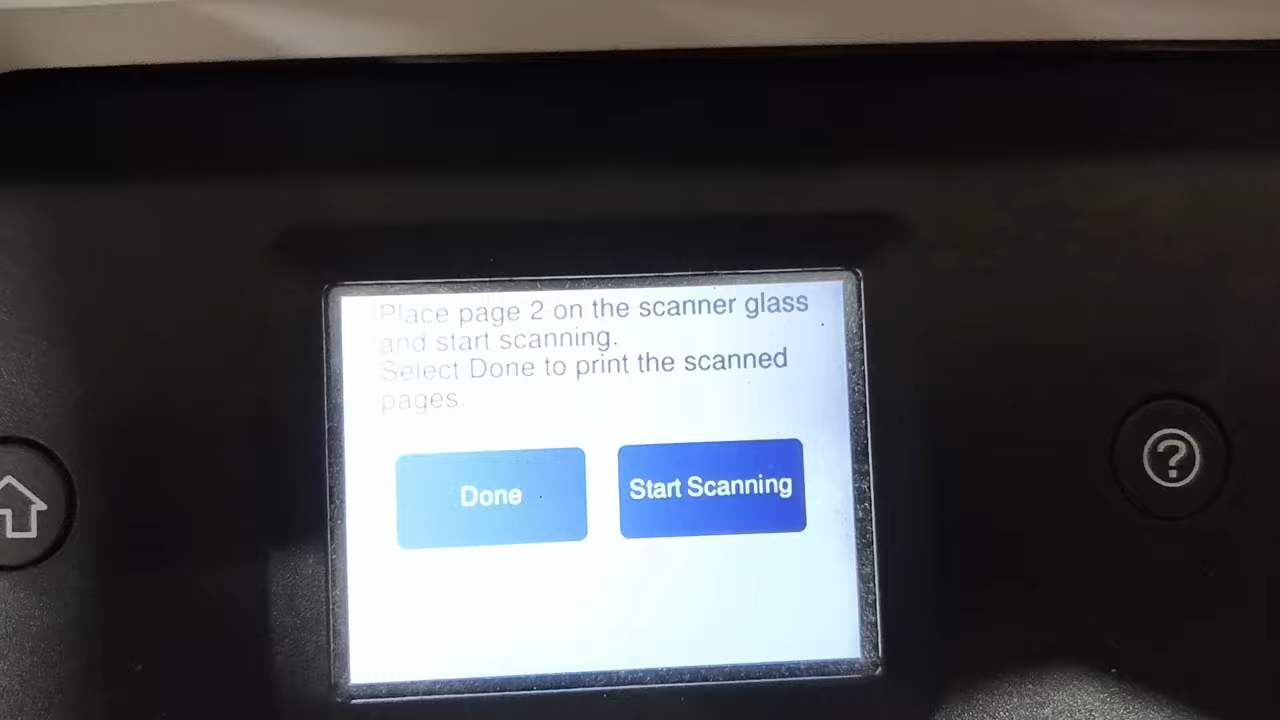 Place page 2 on the scanner glass
and start scanning.
Select Done to print the scanned
pages.
Done
Start Scanning
?